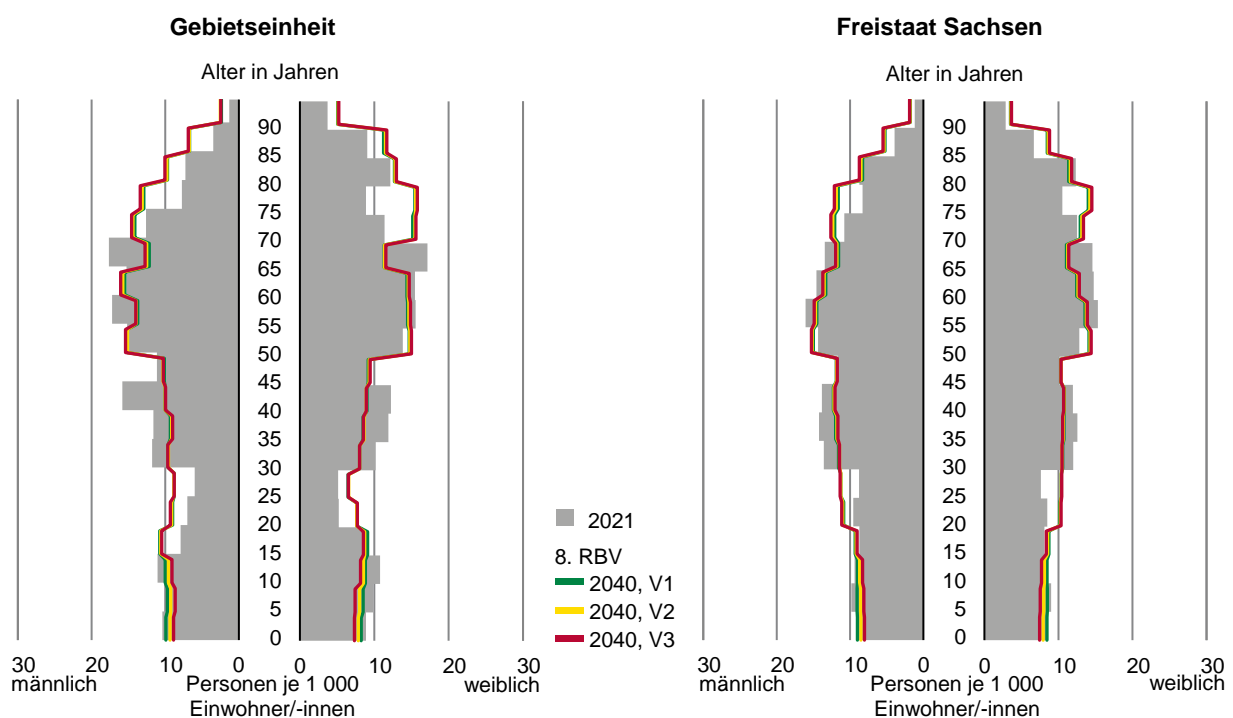 Gebietseinheit
Freistaat Sachsen
Alter in Jahren
Alter in Jahren
90
85
80
75
70
65
60
55
50
45
40
35
30
25
20
15
10
5
0
90
85
80
75
70
65
60
55
50
45
40
35
30
25
20
15
10
5
0
2021
8. RBV
2040, V1
2040, V2
2040, V3
30 20 10 0 0 10 20 30
männlich Personen je 1 000 weiblich
Einwohner/-innen
30 20 10 0 0 10 20 30
männlich Personen je 1 000 weiblich
Einwohner/-innen